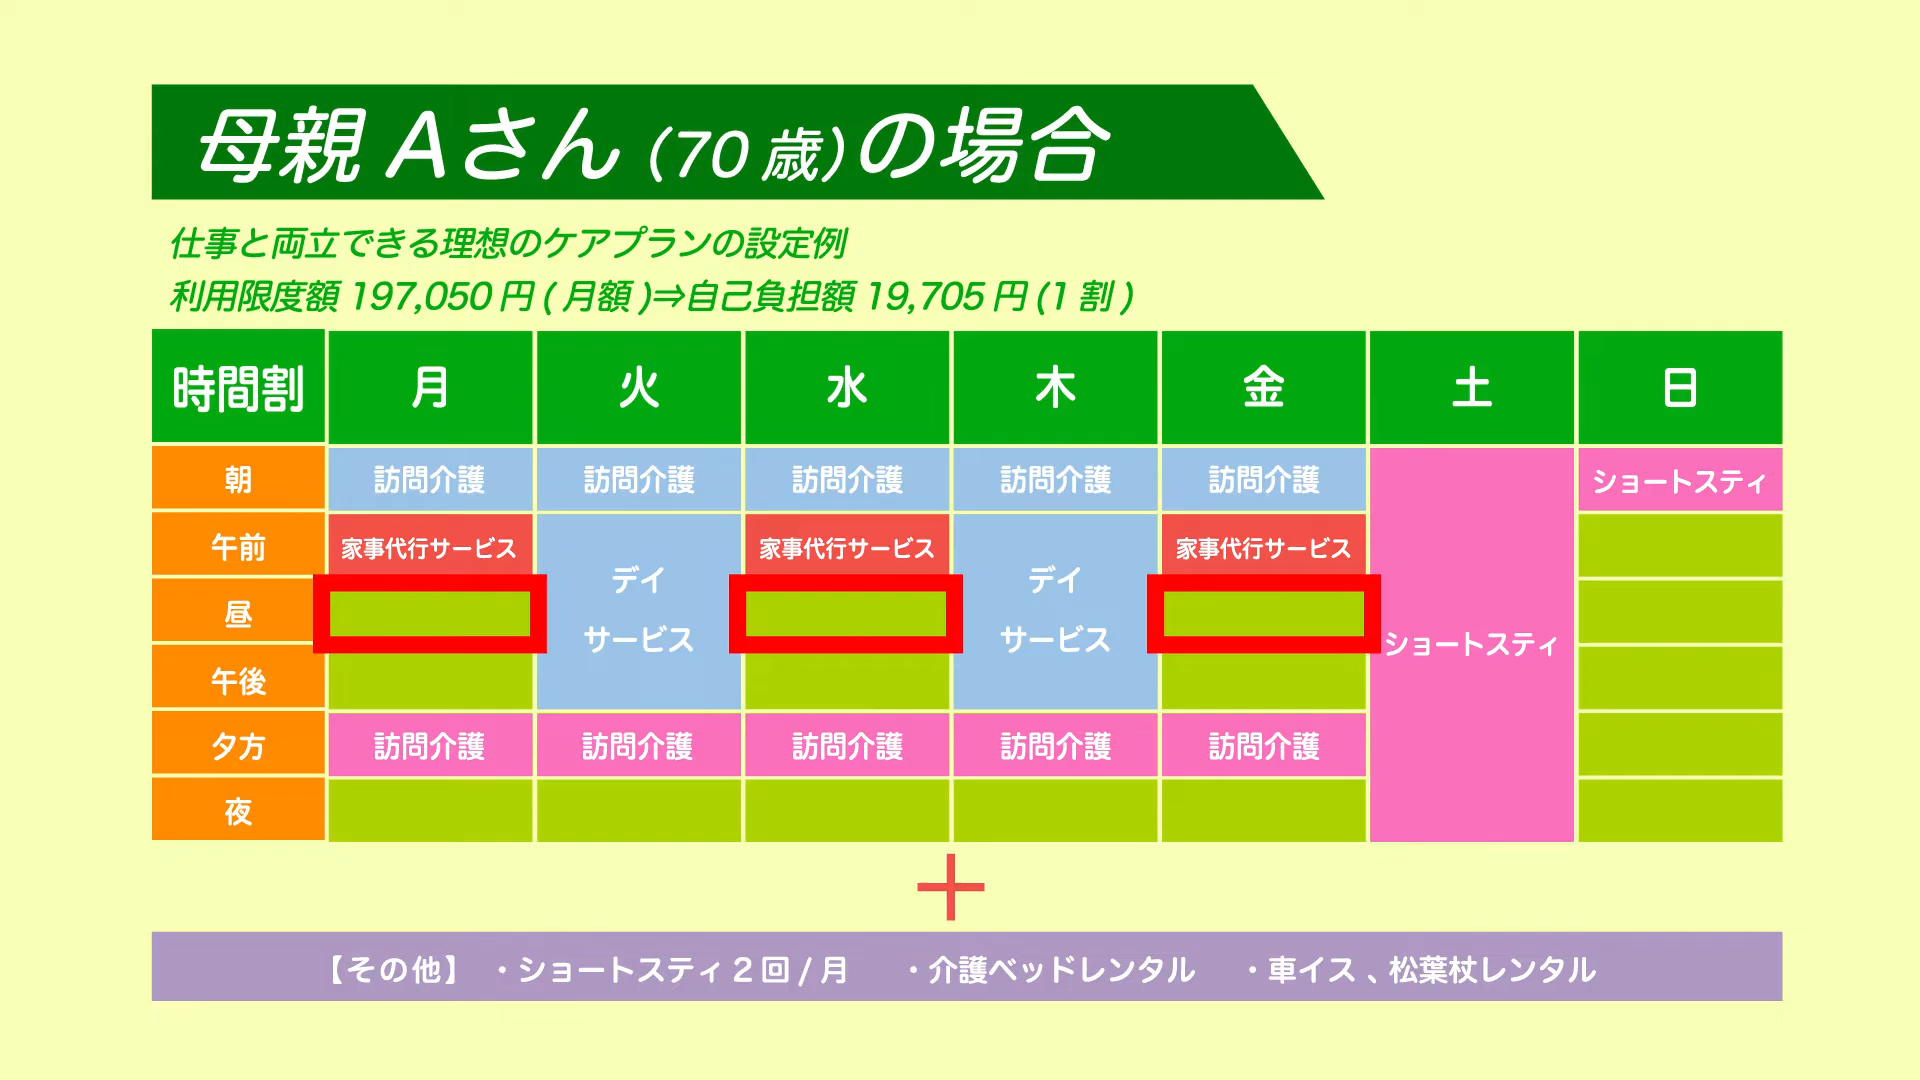 母親 Aさん（70 歳）の場合
仕事と両立できる理想のケアプランの設定例
利用限度額 197,050 円 ( 月額 )⇒自己負担額 19,705 円 (1 割 )
時間割 月 火 水 木 金 土 日
朝 訪問介護 訪問介護 訪問介護 訪問介護 訪問介護 ショートスティ
午前 家事代行サービス 家事代行サービス 家事代行サービス
デイ デイ
昼
サービス サービス ショートスティ
午後
夕方 訪問介護 訪問介護 訪問介護 訪問介護 訪問介護
夜
＋
【その他】 ・ショートスティ 2 回 / 月 ・介護ベッドレンタル ・車イス、松葉杖レンタル